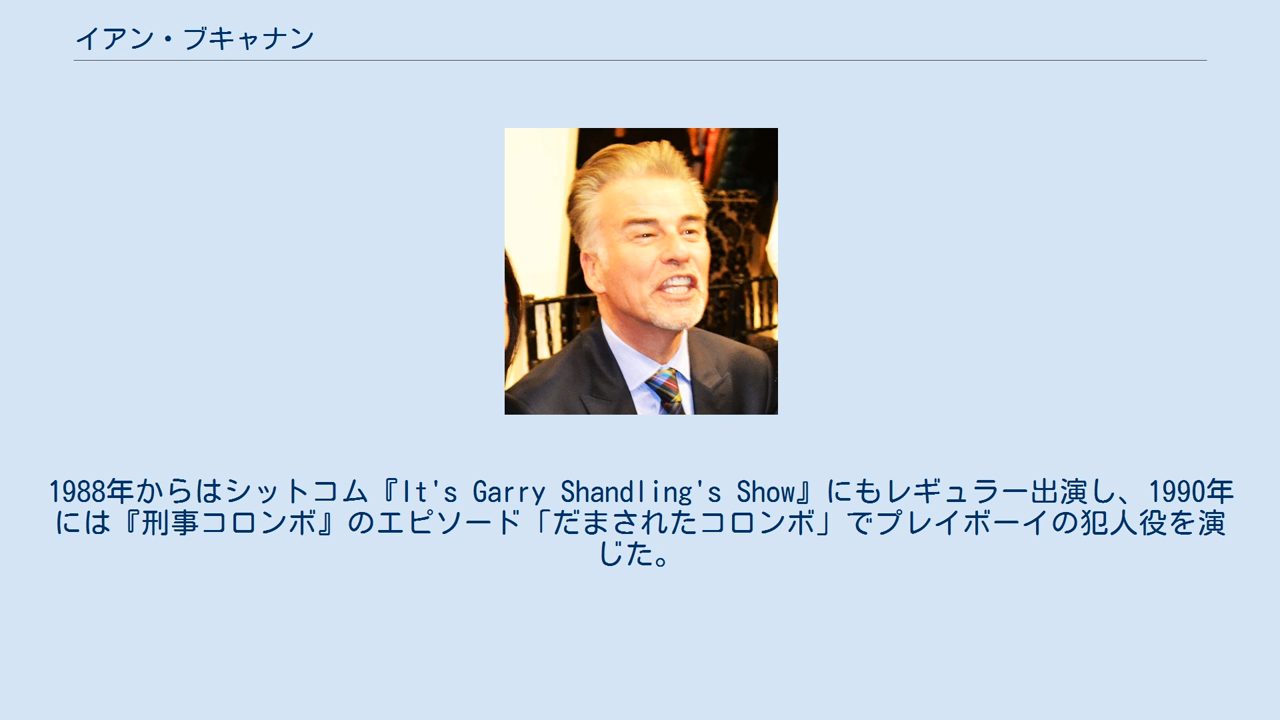 イアン・ブキャナン
1988年からはシットコム『It's Garry Shandling's Show』にもレギュラー出演し、1990年
には『刑事コロンボ』のエピソード「だまされたコロンボ」でプレイボーイの犯人役を演
じた。